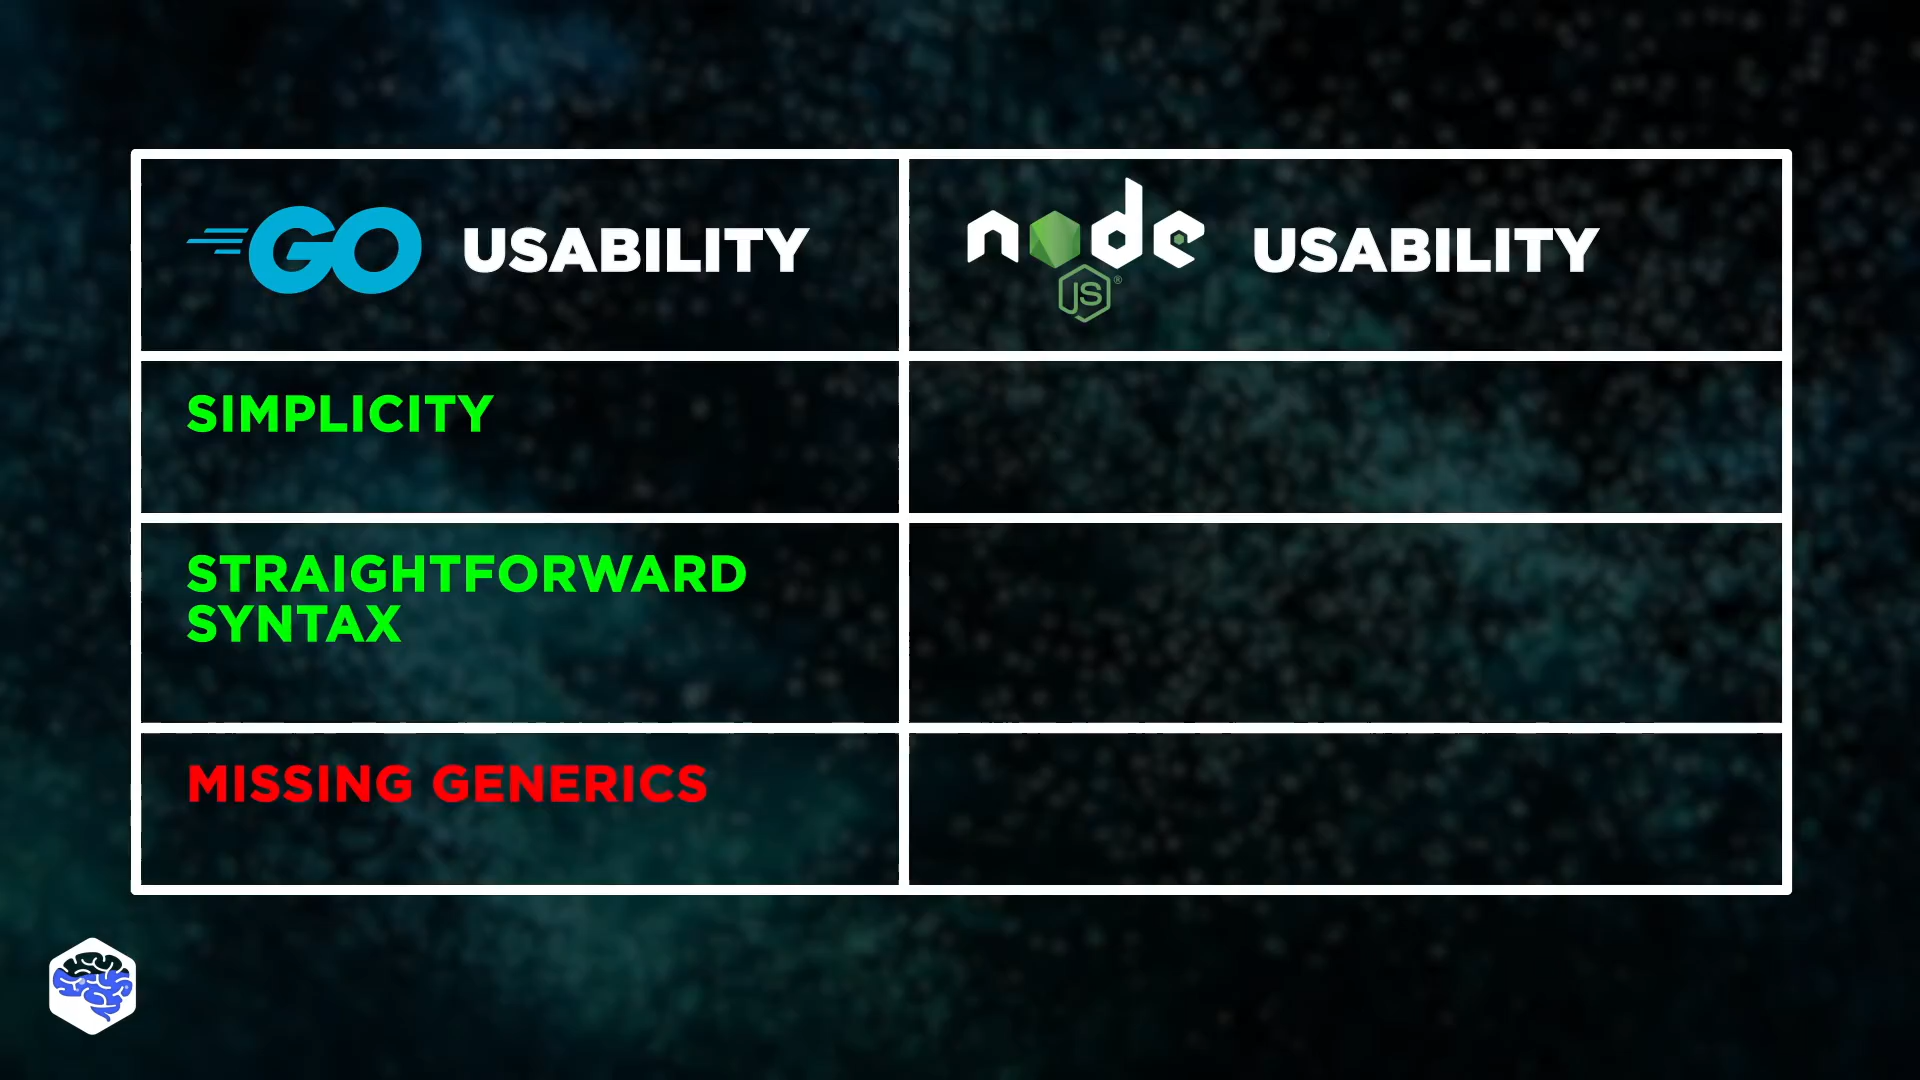 GO USABILITY
node USABILITY
JS®
SIMPLICITY
STRAIGHTFORWARD
SYNTAX
MISSING GENERICS